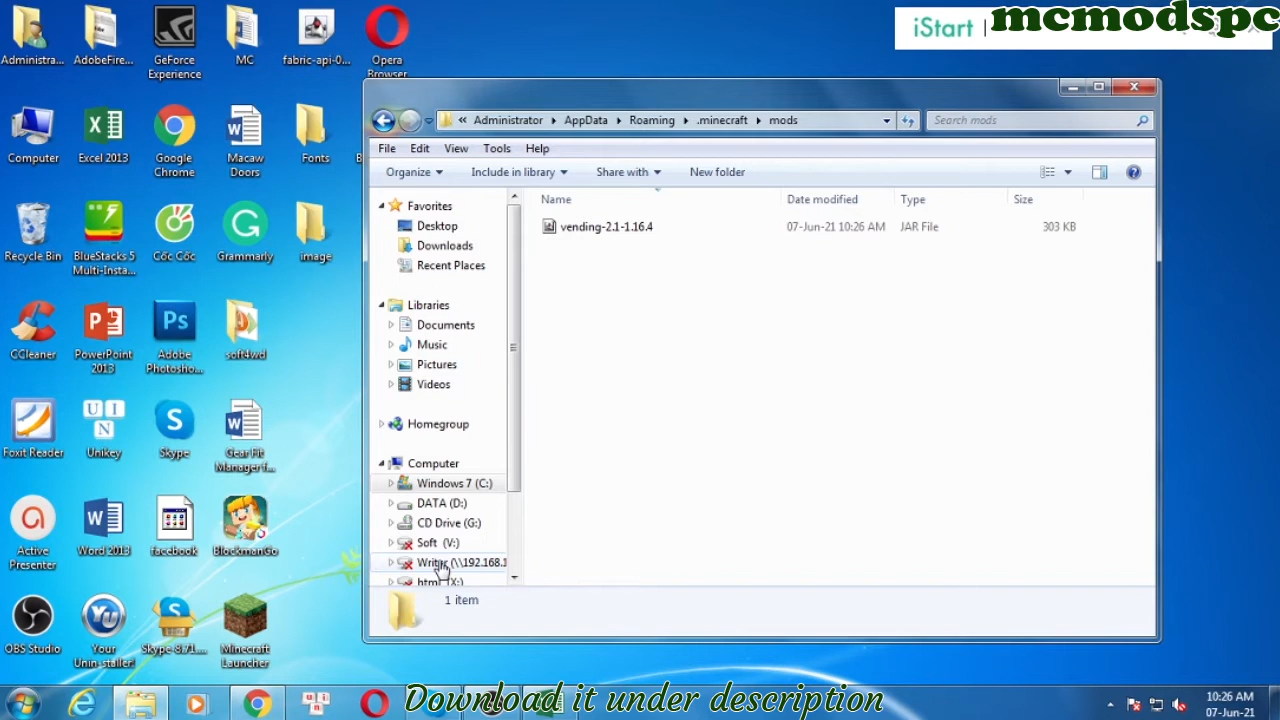 iStart |
mcmodspc
Administra...
AdobeFire...
GeForce
Experience
MC
fabric-api-0...
Opera
Browser
Computer
Excel 2013
Google
Chrome
Macaw
Doors
Fonts
Recycle Bin
BlueStacks 5
Multi-Insta...
Cốc Cốc
Grammarly
image
CCleaner
PowerPoint
2013
Adobe
Photosho...
soft4wd
Foxit Reader
Unikey
Skype
Gear Fit
Manager f...
Active
Presenter
Word 2013
facebook
BlockmanGo
OBS Studio
Your
Unin-staller!
Skype-8.71....
Minecraft
Launcher
« Administrator AppData Roaming .minecraft mods
Search mods
File Edit View Tools Help
Organize Include in library Share with New folder
Name Date modified Type Size
vending-2.1-1.16.4 07-Jun-21 10:26 AM JAR File 303 KB
Favorites
Desktop
Downloads
Recent Places
Libraries
Documents
Music
Pictures
Videos
Homegroup
Computer
Windows 7 (C:)
DATA (D:)
CD Drive (G:)
Soft (V:)
(\\192.168.1
(X:)
1 item
Download it under description
10:26 AM
07-Jun-21